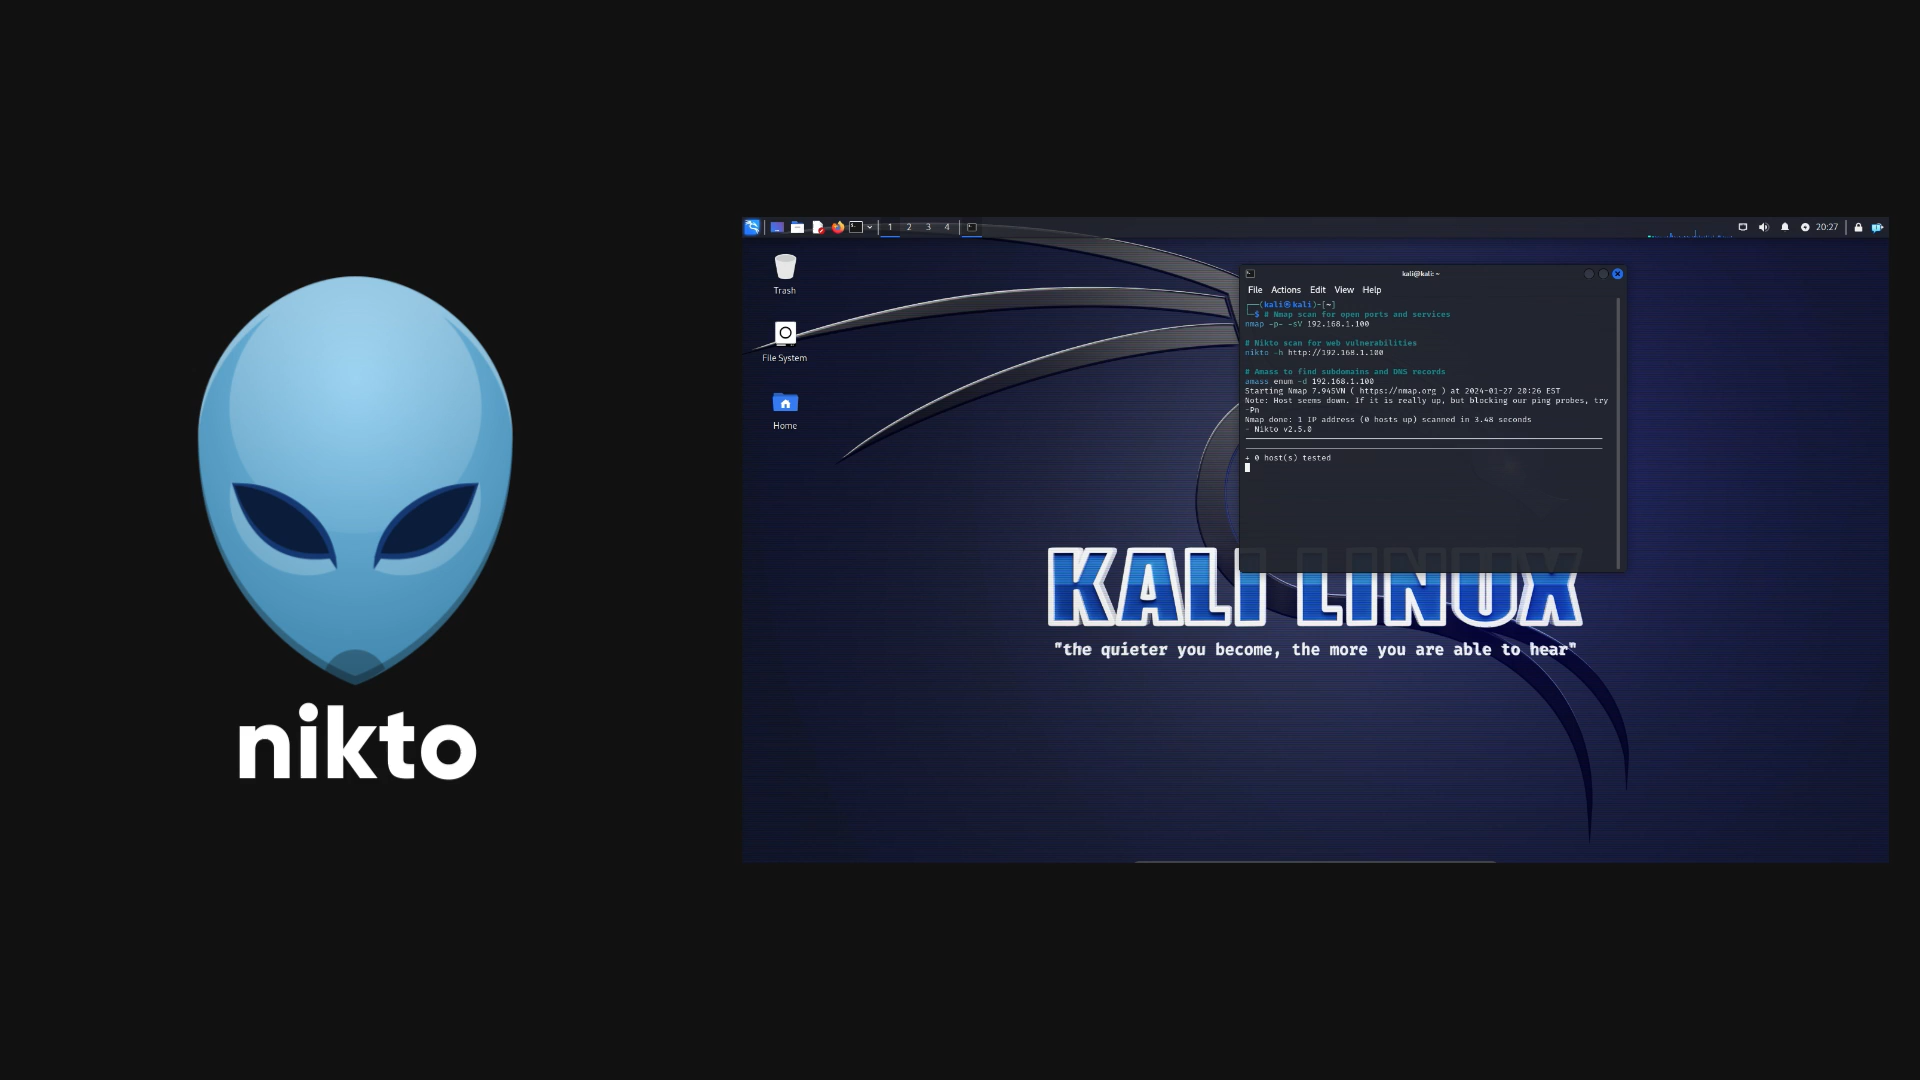 nikto
1 2 3 4
20:27
Trash
File System
Home
kali@kali: ~
File Actions Edit View Help
┌──(kali㉿kali)-[~]
└─$ # Nmap scan for open ports and services
nmap -p- -sV 192.168.1.100
# Nikto scan for web vulnerabilities
nikto -h http://192.168.1.100
# Amass to find subdomains and DNS records
amass enum -d 192.168.1.100
Starting Nmap 7.94SVN ( https://nmap.org ) at 2024-01-27 20:26 EST
Note: Host seems down. If it is really up, but blocking our ping probes, try
-Pn
Nmap done: 1 IP address (0 hosts up) scanned in 3.48 seconds
- Nikto v2.5.0
+ 0 host(s) tested
KALI LINUX
"the quieter you become, the more you are able to hear"